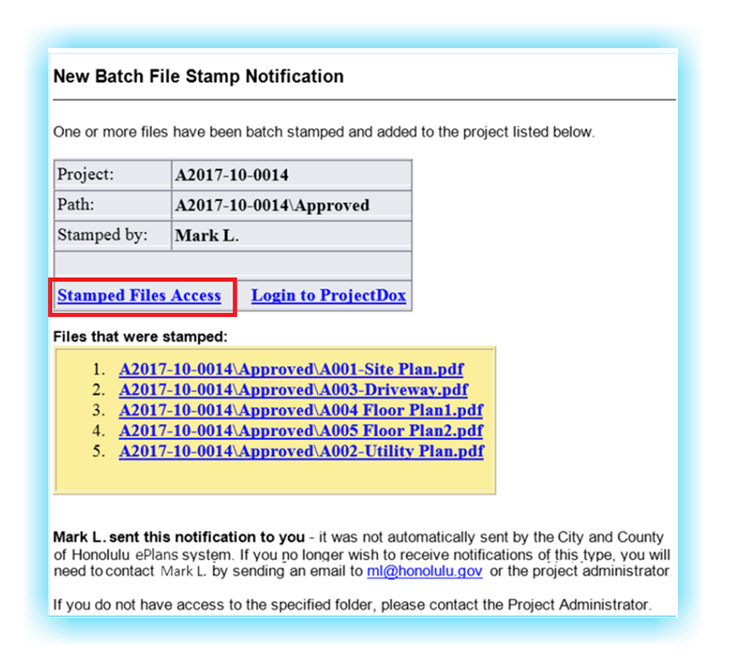 New Batch File Stamp Notification
One or more files have been batch stamped and added to the project listed below.
Project: A2017-10-0014
Path: A2017-10-0014\Approved
Stamped by: Mark L.
Stamped Files Access Login to ProjectDox
Files that were stamped:
1. A2017-10-0014\Approved\A001-Site Plan.pdf
2. A2017-10-0014\Approved\A003-Driveway.pdf
3. A2017-10-0014\Approved\A004 Floor Plan1.pdf
4. A2017-10-0014\Approved\A005 Floor Plan2.pdf
5. A2017-10-0014\Approved\A002-Utility Plan.pdf
Mark L. sent this notification to you - it was not automatically sent by the City and County
of Honolulu ePlans system. If you no longer wish to receive notifications of this type, you will
need to contact Mark L. by sending an email to ml@honolulu.gov or the project administrator
If you do not have access to the specified folder, please contact the Project Administrator.